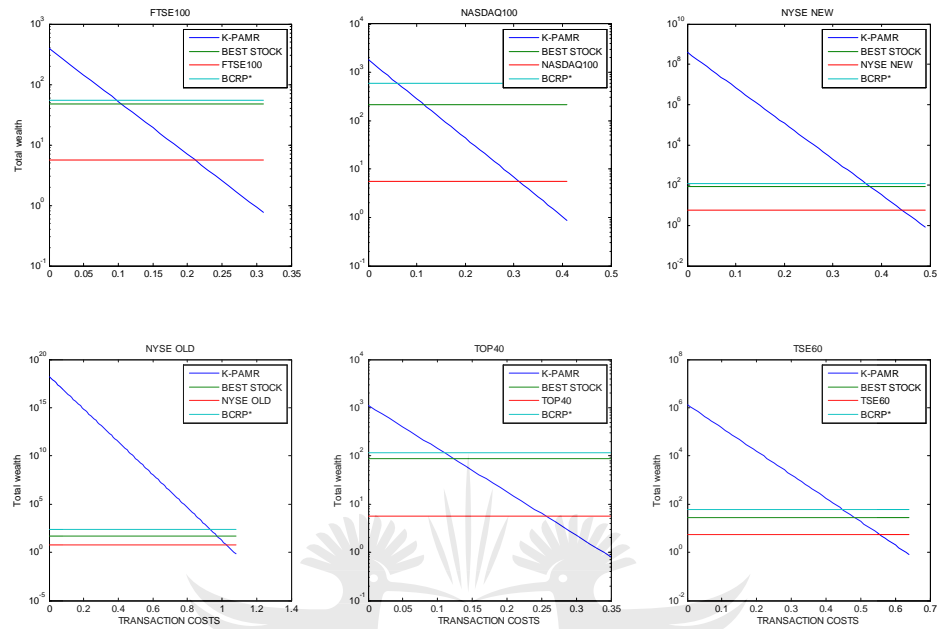 FTSE100
10^3
10^2
10^1
10^0
10^-1
Total wealth
0 0.05 0.1 0.15 0.2 0.25 0.3 0.35
K-PAMR
BEST STOCK
FTSE100
BCRP*
NASDAQ100
10^4
10^3
10^2
10^1
10^0
10^-1
0 0.1 0.2 0.3 0.4 0.5
K-PAMR
BEST STOCK
NASDAQ100
BCRP*
NYSE NEW
10^10
10^8
10^6
10^4
10^2
10^0
10^-2
0 0.1 0.2 0.3 0.4 0.5
K-PAMR
BEST STOCK
NYSE NEW
BCRP*
NYSE OLD
10^20
10^15
10^10
10^5
10^0
10^-5
Total wealth
0 0.2 0.4 0.6 0.8 1 1.2 1.4
TRANSACTION COSTS
K-PAMR
BEST STOCK
NYSE OLD
BCRP*
TOP40
10^4
10^3
10^2
10^1
10^0
10^-1
Total wealth
0 0.05 0.1 0.15 0.2 0.25 0.3 0.35
TRANSACTION COSTS
K-PAMR
BEST STOCK
TOP40
BCRP*
TSE60
10^8
10^6
10^4
10^2
10^0
10^-2
Total wealth
0 0.1 0.2 0.3 0.4 0.5 0.6 0.7
TRANSACTION COSTS
K-PAMR
BEST STOCK
TSE60
BCRP*